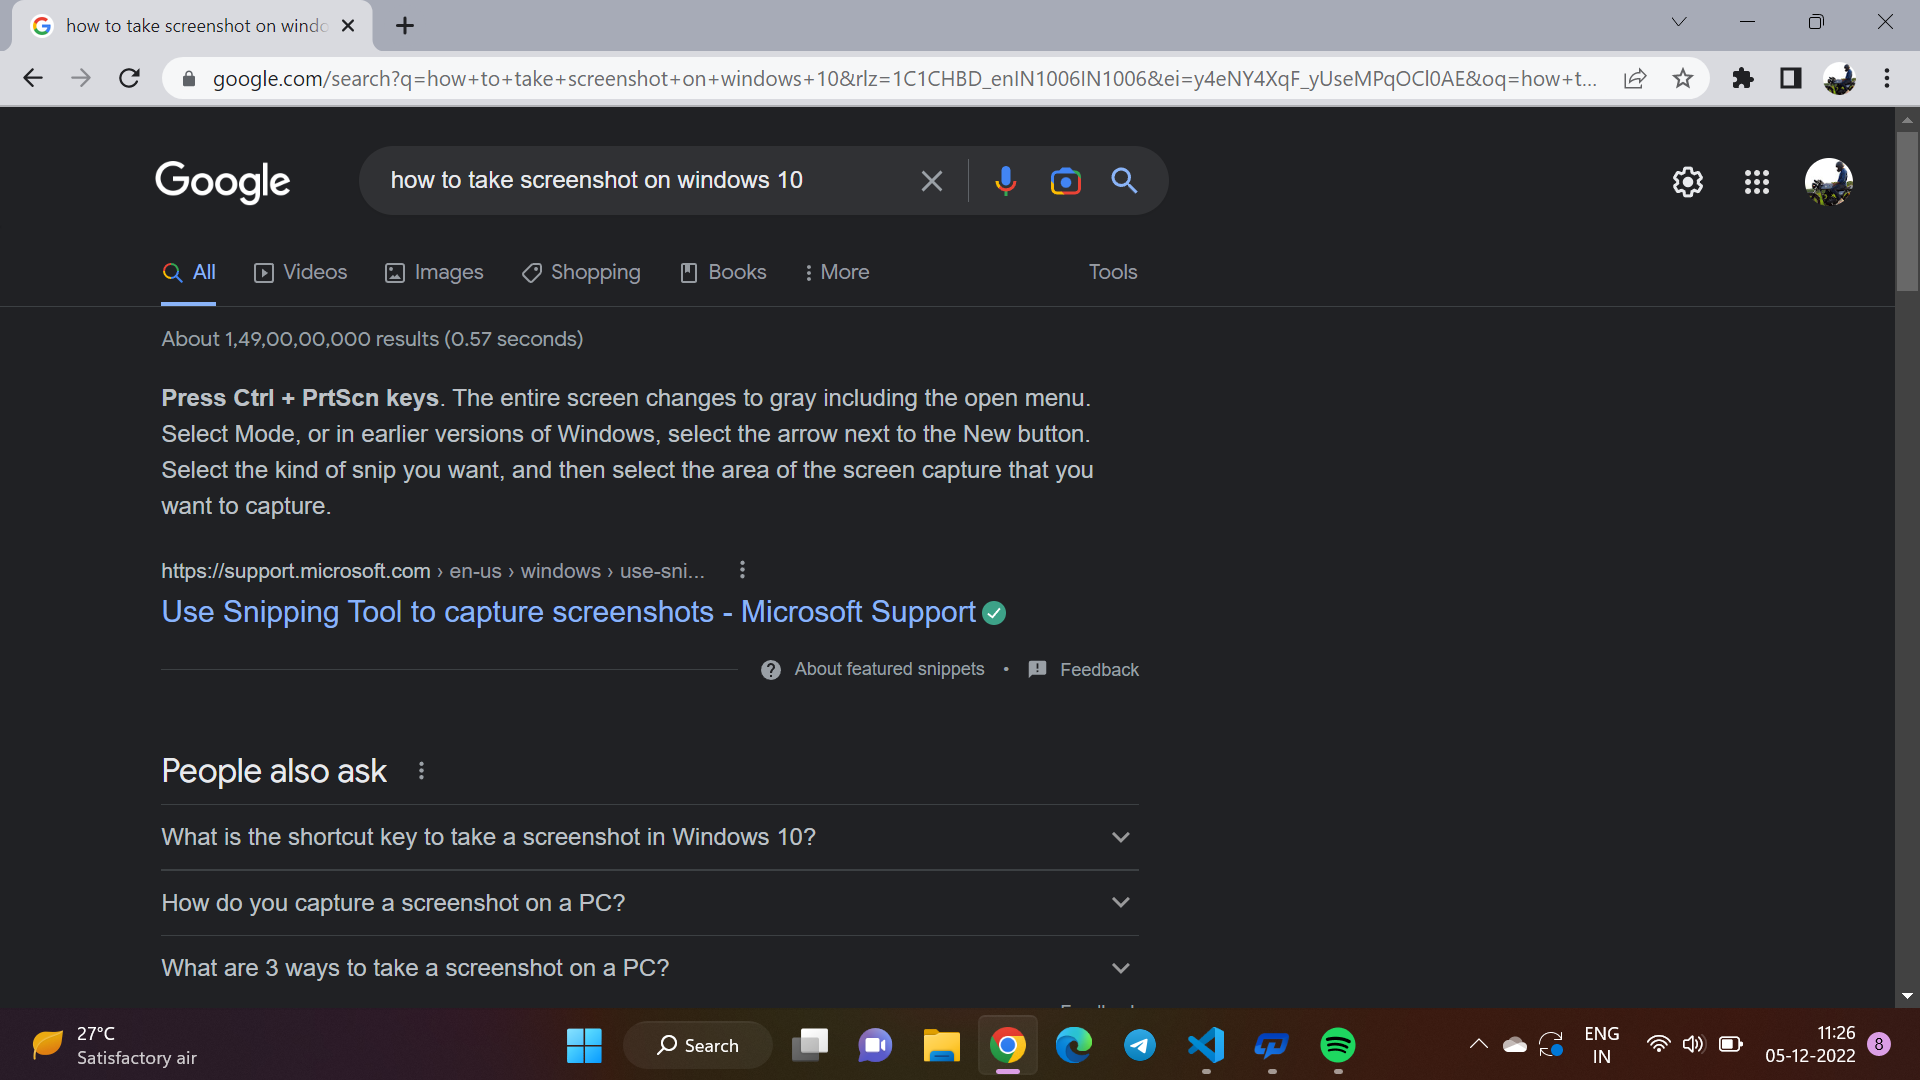 how to take screenshot on windo
google.com/search?q=how+to+take+screenshot+on+windows+10&rlz=1C1CHBD_enIN1006IN1006&ei=y4eNY4XqF_yUseMPqOCl0AE&oq=how+t...
Google
how to take screenshot on windows 10
All
Videos
Images
Shopping
Books
More
Tools
About 1,49,00,00,000 results (0.57 seconds)
Press Ctrl + PrtScn keys. The entire screen changes to gray including the open menu.
Select Mode, or in earlier versions of Windows, select the arrow next to the New button.
Select the kind of snip you want, and then select the area of the screen capture that you
want to capture.
https://support.microsoft.com › en-us › windows › use-sni...
Use Snipping Tool to capture screenshots - Microsoft Support
About featured snippets • Feedback
People also ask
What is the shortcut key to take a screenshot in Windows 10?
How do you capture a screenshot on a PC?
What are 3 ways to take a screenshot on a PC?
27°C
Satisfactory air
Search
ENG
IN
11:26
05-12-2022
8